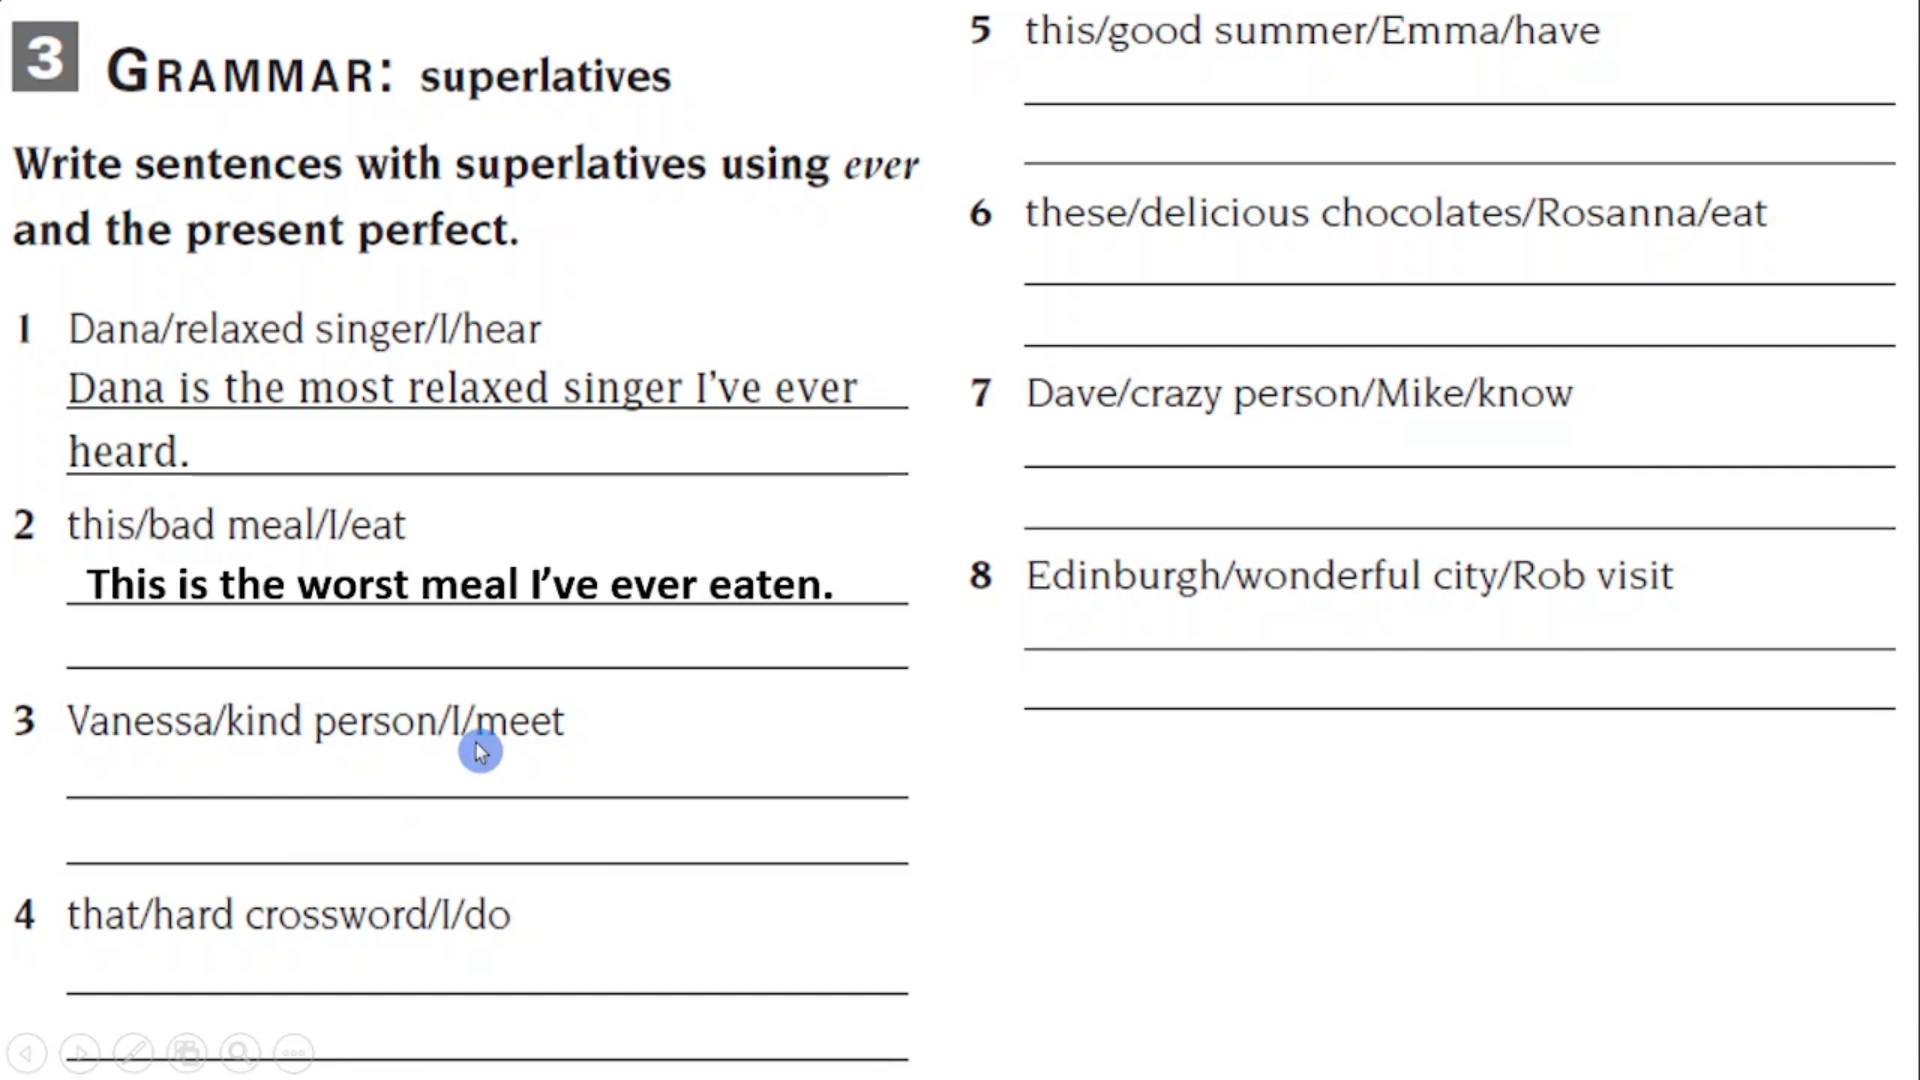 3 GRAMMAR: superlatives
Write sentences with superlatives using ever
and the present perfect.
1 Dana/relaxed singer/I/hear
Dana is the most relaxed singer I've ever
heard.
2 this/bad meal/I/eat
This is the worst meal I've ever eaten.
3 Vanessa/kind person/I/meet
4 that/hard crossword/I/do
5 this/good summer/Emma/have
6 these/delicious chocolates/Rosanna/eat
7 Dave/crazy person/Mike/know
8 Edinburgh/wonderful city/Rob visit